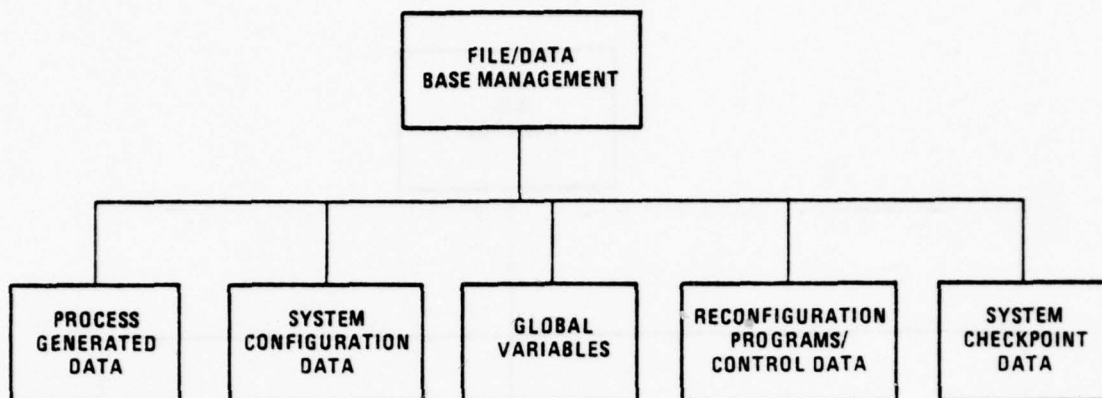 FILE/DATA
BASE MANAGEMENT
PROCESS
GENERATED
DATA
SYSTEM
CONFIGURATION
DATA
GLOBAL
VARIABLES
RECONFIGURATION
PROGRAMS/
CONTROL DATA
SYSTEM
CHECKPOINT
DATA